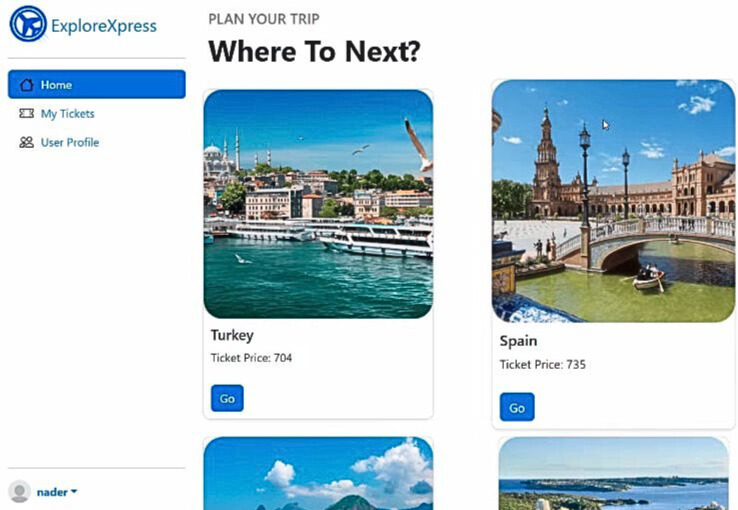 ExploreXpress
Home
My Tickets
User Profile
nader
PLAN YOUR TRIP
Where To Next?
Turkey
Ticket Price: 704
Go
Spain
Ticket Price: 735
Go